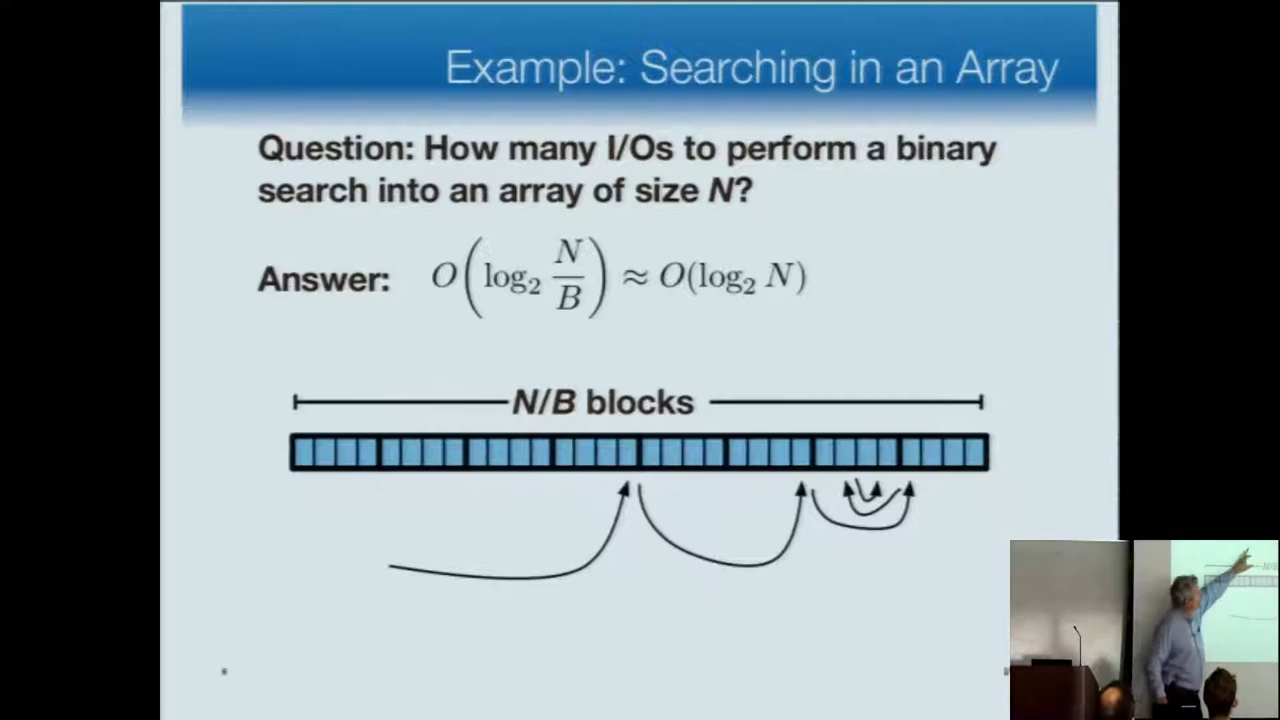 Example: Searching in an Array
Question: How many I/Os to perform a binary
search into an array of size N?
Answer: O(log₂ N/B) ≈ O(log₂ N)
N/B blocks